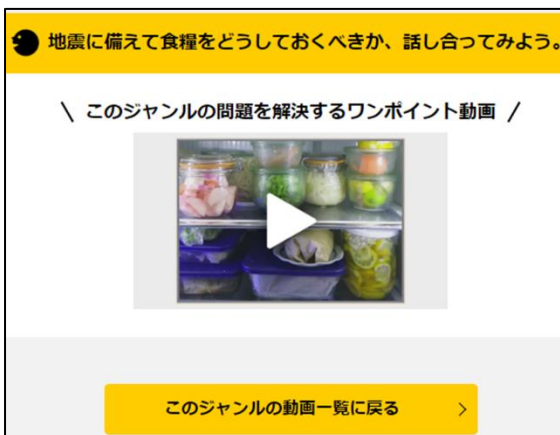 地震に備えて食糧をどうしておくべきか、話し合ってみよう。
\ このジャンルの問題を解決するワンポイント動画 /
このジャンルの動画一覧に戻る